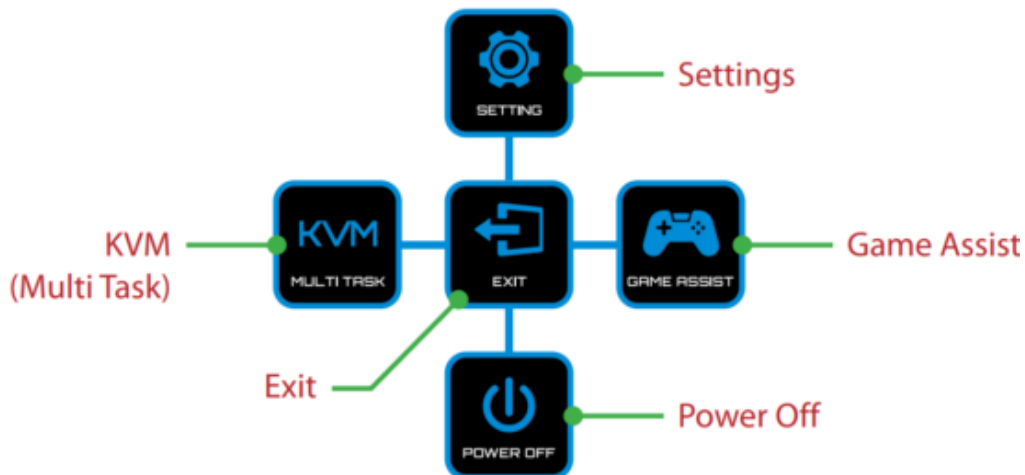 SETTING
Settings
KVM
MULTI TASK
KVM
(Multi Task)
EXIT
Exit
GAME ASSIST
Game Assist
POWER OFF
Power Off